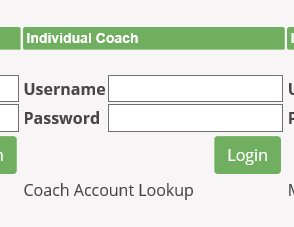 Individual Coach
Username
Password
Login
Coach Account Lookup